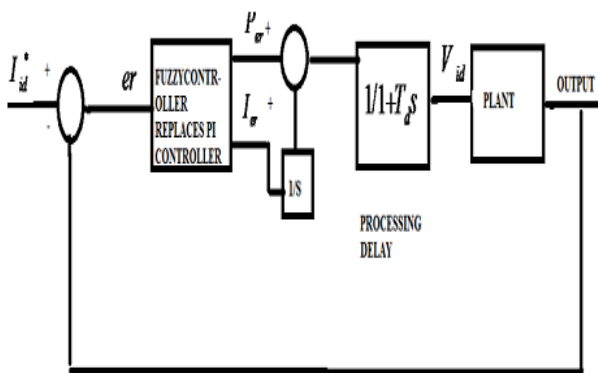 I*id +
-
er
FUZZYCONTR-
OLLER
REPLACES PI
CONTROLLER
Per +
Ier +
1/S
1/1+Tds
PROCESSING
DELAY
Vid
PLANT
OUTPUT